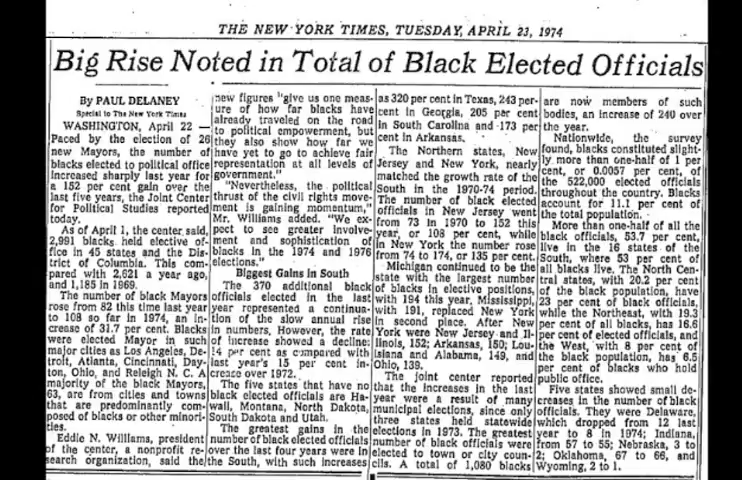 THE NEW YORK TIMES, TUESDAY, APRIL 23, 1974
Big Rise Noted in Total of Black Elected Officials
By PAUL DELANEY
Special to The New York Times
WASHINGTON, April 22 —
Paced by the election of 26
new Mayors, the number of
blacks elected to political office
increased sharply last year for
a 152 per cent gain over the
last five years, the Joint Center
for Political Studies reported
today.
As of April 1, the center said,
2,991 blacks held elective of-
fice in 45 states and the Dis-
trict of Columbia. This com-
pared with 2,621 a year ago,
and 1,185 in 1969.
The number of black Mayors
rose from 82 this time last year
to 108 so far in 1974, an in-
crease of 31.7 per cent. Blacks
were elected Mayor in such
major cities as Los Angeles, De-
troit, Atlanta, Cincinnati, Day-
ton, Ohio, and Releigh N. C. A
majority of the black Mayors,
63, are from cities and towns
that are predominantly com-
posed of blacks or other minori-
ties.
Eddie N. Williams, president
of the center, a nonprofit re-
search organization, said the
new figures "give us one meas-
ure of how far blacks have
already traveled on the road
to political empowerment, but
they also show how far we
have yet to go to achieve fair
representation at all levels of
government."
"Nevertheless, the political
thrust of the civil rights move-
ment is gaining momentum,"
Mr. Williams added. "We ex-
pect to see greater involve-
ment and sophistication of
blacks in the 1974 and 1976
elections."
Biggest Gains in South
The 370 additional black
officials elected in the last
year represented a continua-
tion of the slow annual rise
in numbers. However, the rate
of increase showed a decline:
14 per cent as compared with
last year's 15 per cent in-
crease over 1972.
The five states that have no
black elected officials are Ha-
waii, Montana, North Dakota,
South Dakota and Utah.
The greatest gains in the
number of black elected officials
over the last four years were in
the South, with such increases
as 320 per cent in Texas, 243 per-
cent in Georgia, 205 per cent
in South Carolina and 173 per
cent in Arkansas.
The Northern states, New
Jersey and New York, nearly
matched the growth rate of the
South in the 1970-74 period.
The number of black elected
officials in New Jersey went
from 73 in 1970 to 152 this
year, or 108 per cent, while
in New York the number rose
from 74 to 174, or 135 per cent.
Michigan continued to be the
state with the largest number
of blacks in elective positions,
with 194 this year. Mississippi,
with 191, replaced New York
in second place. After New
York were New Jersey and Il-
linois, 152; Arkansas, 150; Lou-
isiana and Alabama, 149, and
Ohio, 139.
The joint center reported
that the increases in the last
year were a result of many
municipal elections, since only
three states held statewide
elections in 1973. The greatest
number of black officials were
elected to town or city coun-
cils. A total of 1,080 blacks
are now members of such
bodies, an increase of 240 over
the year.
Nationwide, the survey
found, blacks constituted slight-
ly more than one-half of 1 per
cent, or 0.0057 per cent, of
the 522,000 elected officials
throughout the country. Blacks
account for 11.1 per cent of
the total population.
More than one-half of all the
black officials, 53.7 per cent,
live in the 16 states of the
South, where 53 per cent of
all blacks live. The North Cen-
tral states, with 20.2 per cent
of the black population, have
23 per cent of black officials,
while the Northeast, with 19.3
per cent of all blacks, has 16.6
per cent of elected officials, and
the West, with 8 per cent of
the black population, has 6.5
per cent of blacks who hold
public office.
Five states showed small de-
creases in the number of black
officials. They were Delaware,
which dropped from 12 last
year to 8 in 1974; Indiana,
from 57 to 55; Nebraska, 3 to
2; Oklahoma, 67 to 66, and
Wyoming, 2 to 1.